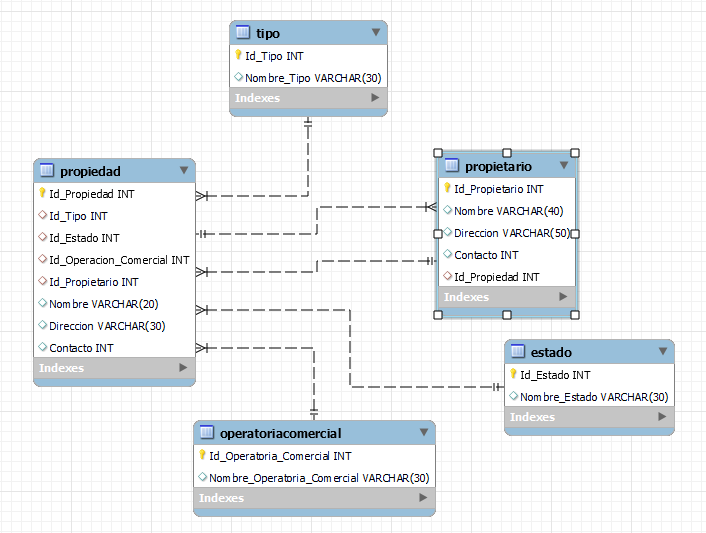 tipo
Id_Tipo INT
Nombre_Tipo VARCHAR(30)
Indexes
propiedad
Id_Propiedad INT
Id_Tipo INT
Id_Estado INT
Id_Operacion_Comercial INT
Id_Propietario INT
Nombre VARCHAR(20)
Direccion VARCHAR(30)
Contacto INT
Indexes
propietario
Id_Propietario INT
Nombre VARCHAR(40)
Direccion VARCHAR(50)
Contacto INT
Id_Propiedad INT
Indexes
estado
Id_Estado INT
Nombre_Estado VARCHAR(30)
Indexes
operatoriacomercial
Id_Operatoria_Comercial INT
Nombre_Operatoria_Comercial VARCHAR(30)
Indexes